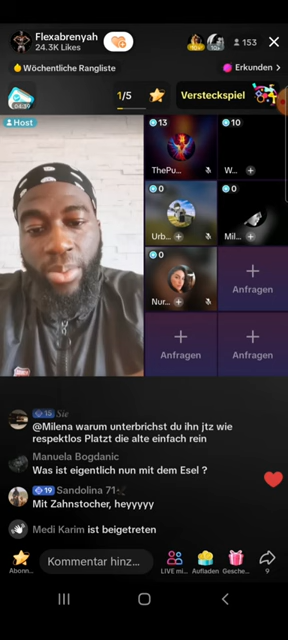 Flexabrenyah
24.3K Likes
153
Wöchentliche Rangliste
Erkunden >
04:59
1/5
Versteckspiel
Host
13
10
ThePu...
W...
0
0
Urb...
Mil...
0
Nur...
Anfragen
Anfragen
Anfragen
Sie
@Milena warum unterbrichst du ihn jtz wie
respektlos Platzt die alte einfach rein
Manuela Bogdanic
Was ist eigentlich nun mit dem Esel ?
19 Sandolina 71
Mit Zahnstocher, heyyyyy
Medi Karim ist beigetreten
Abonn...
Kommentar hinz...
LIVE mi...
Aufladen
Gesche...
9